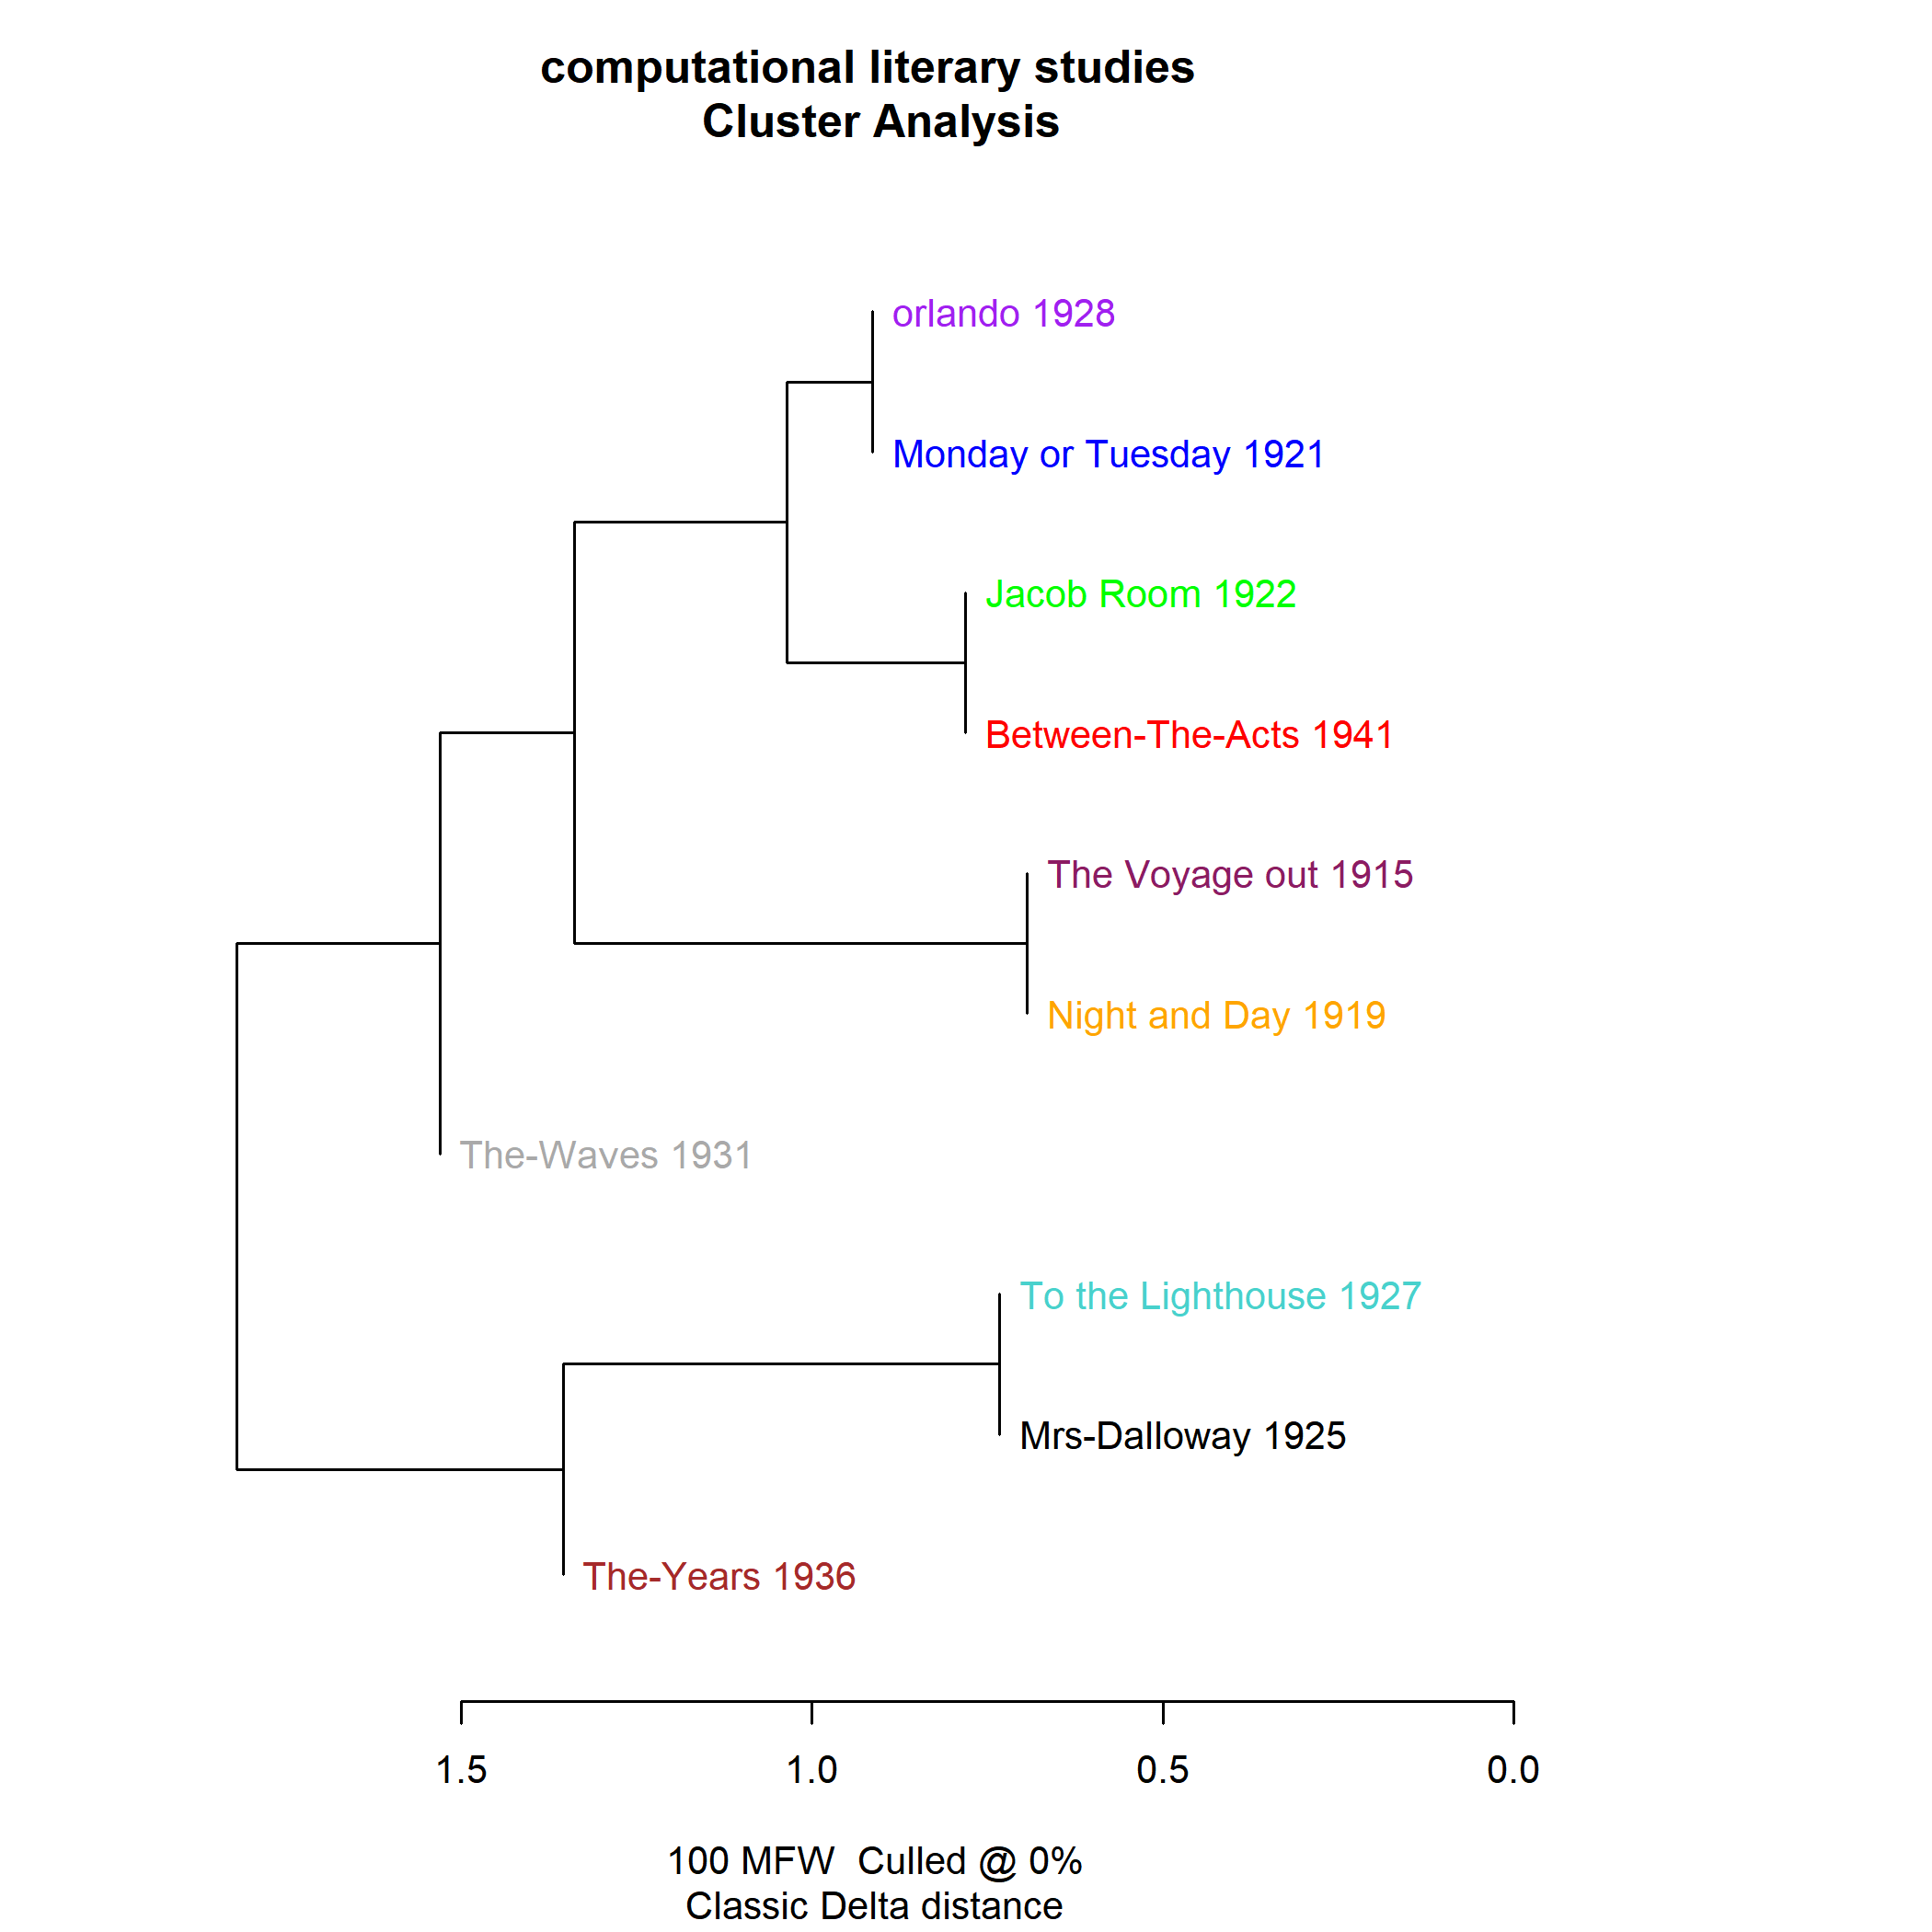 computational literary studies
Cluster Analysis
orlando 1928
Monday or Tuesday 1921
Jacob Room 1922
Between-The-Acts 1941
The Voyage out 1915
Night and Day 1919
The-Waves 1931
To the Lighthouse 1927
Mrs-Dalloway 1925
The-Years 1936
1.5 1.0 0.5 0.0
100 MFW  Culled @ 0%
Classic Delta distance